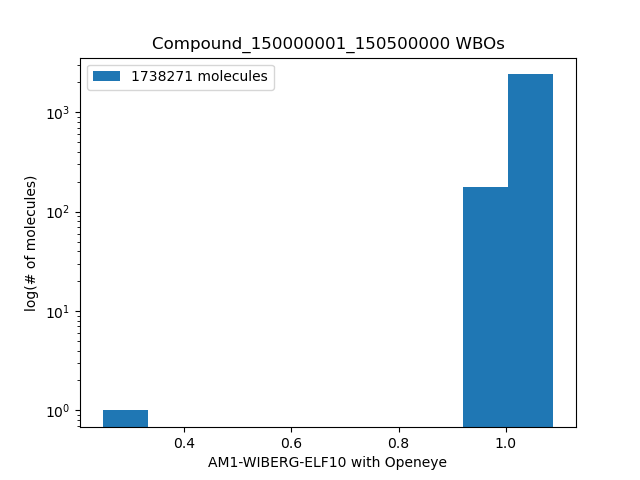 Compound_150000001_150500000 WBOs
1738271 molecules
10³
10²
10¹
10⁰
log(# of molecules)
0.4 0.6 0.8 1.0
AM1-WIBERG-ELF10 with Openeye